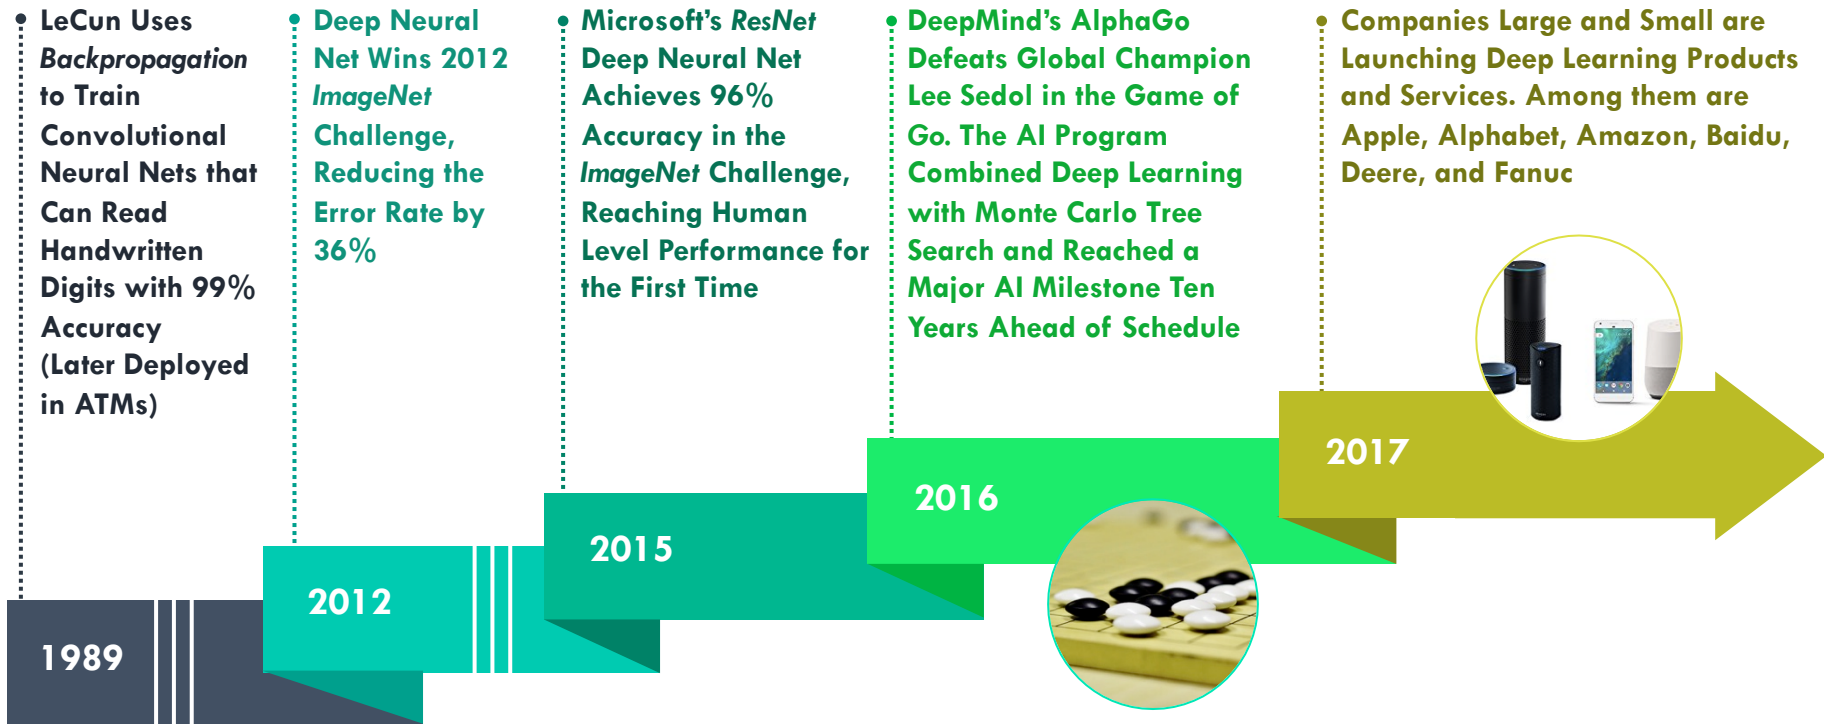 LeCun Uses
Backpropagation
to Train
Convolutional
Neural Nets that
Can Read
Handwritten
Digits with 99%
Accuracy
(Later Deployed
in ATMs)
Deep Neural
Net Wins 2012
ImageNet
Challenge,
Reducing the
Error Rate by
36%
Microsoft's ResNet
Deep Neural Net
Achieves 96%
Accuracy in the
ImageNet Challenge,
Reaching Human
Level Performance for
the First Time
DeepMind's AlphaGo
Defeats Global Champion
Lee Sedol in the Game of
Go. The AI Program
Combined Deep Learning
with Monte Carlo Tree
Search and Reached a
Major AI Milestone Ten
Years Ahead of Schedule
Companies Large and Small are
Launching Deep Learning Products
and Services. Among them are
Apple, Alphabet, Amazon, Baidu,
Deere, and Fanuc
1989
2012
2015
2016
2017